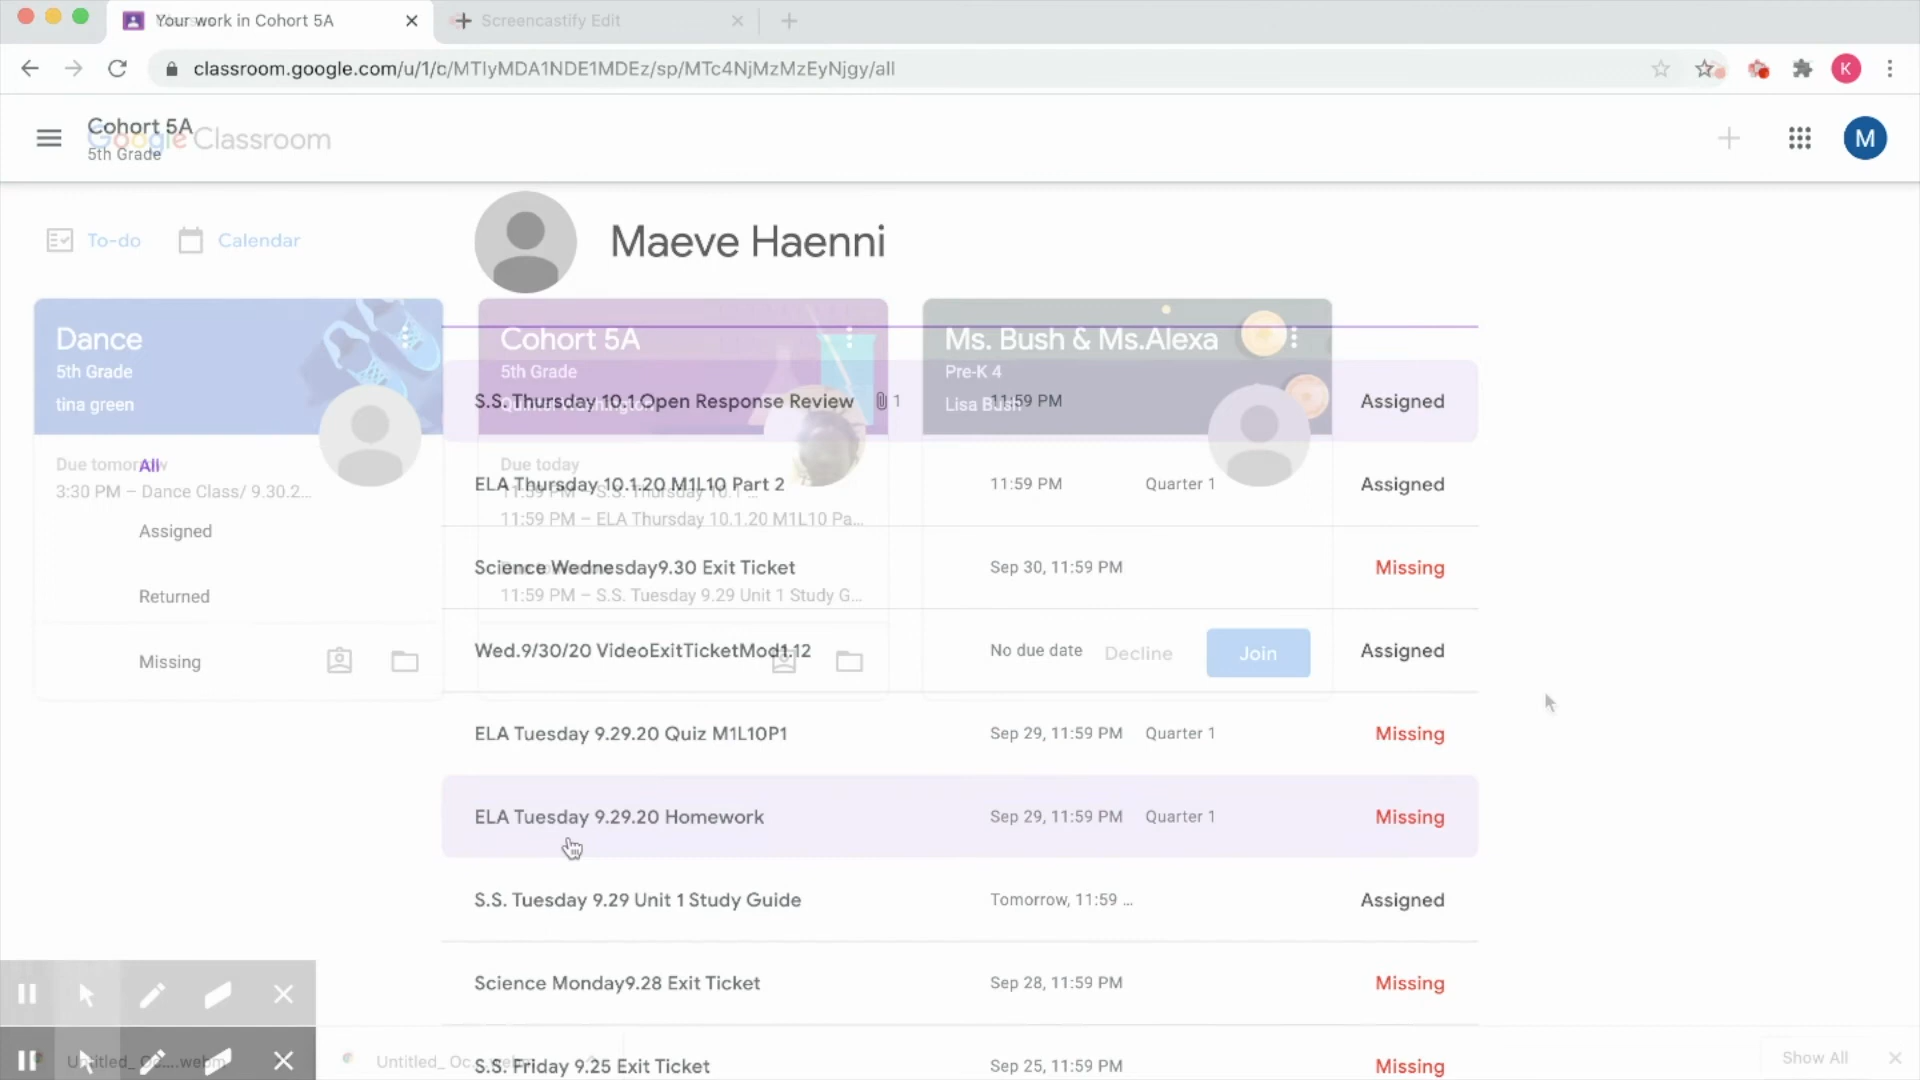 Your work in Cohort 5A
Screencastify Edit
classroom.google.com/u/1/c/MTIyMDA1NDE1MDEz/sp/MTc4NjMzMzEyNjgy/all
K
Cohort 5A
5th Grade
Google Classroom
M
To-do
Calendar
Maeve Haenni
Dance
5th Grade
tina green
Due tomorrow
3:30 PM – Dance Class/ 9.30.2...
Cohort 5A
5th Grade
Due today
11:59 PM – S.S. Thursday 10.1 ...
11:59 PM – ELA Thursday 10.1.20 M1L10 Pa...
11:59 PM – S.S. Tuesday 9.29 Unit 1 Study G...
Ms. Bush & Ms.Alexa
Pre-K 4
Lisa Bush
Decline
Join
All
Assigned
Returned
Missing
S.S. Thursday 10.1 Open Response Review 1 11:59 PM Assigned
ELA Thursday 10.1.20 M1L10 Part 2 11:59 PM Quarter 1 Assigned
Science Wednesday9.30 Exit Ticket Sep 30, 11:59 PM Missing
Wed.9/30/20 VideoExitTicketMod1.12 No due date Assigned
ELA Tuesday 9.29.20 Quiz M1L10P1 Sep 29, 11:59 PM Quarter 1 Missing
ELA Tuesday 9.29.20 Homework Sep 29, 11:59 PM Quarter 1 Missing
S.S. Tuesday 9.29 Unit 1 Study Guide Tomorrow, 11:59 ... Assigned
Science Monday9.28 Exit Ticket Sep 28, 11:59 PM Missing
S.S. Friday 9.25 Exit Ticket Sep 25, 11:59 PM Missing
Untitled_ Oc....webm
Untitled_ Oc....webm
Show All